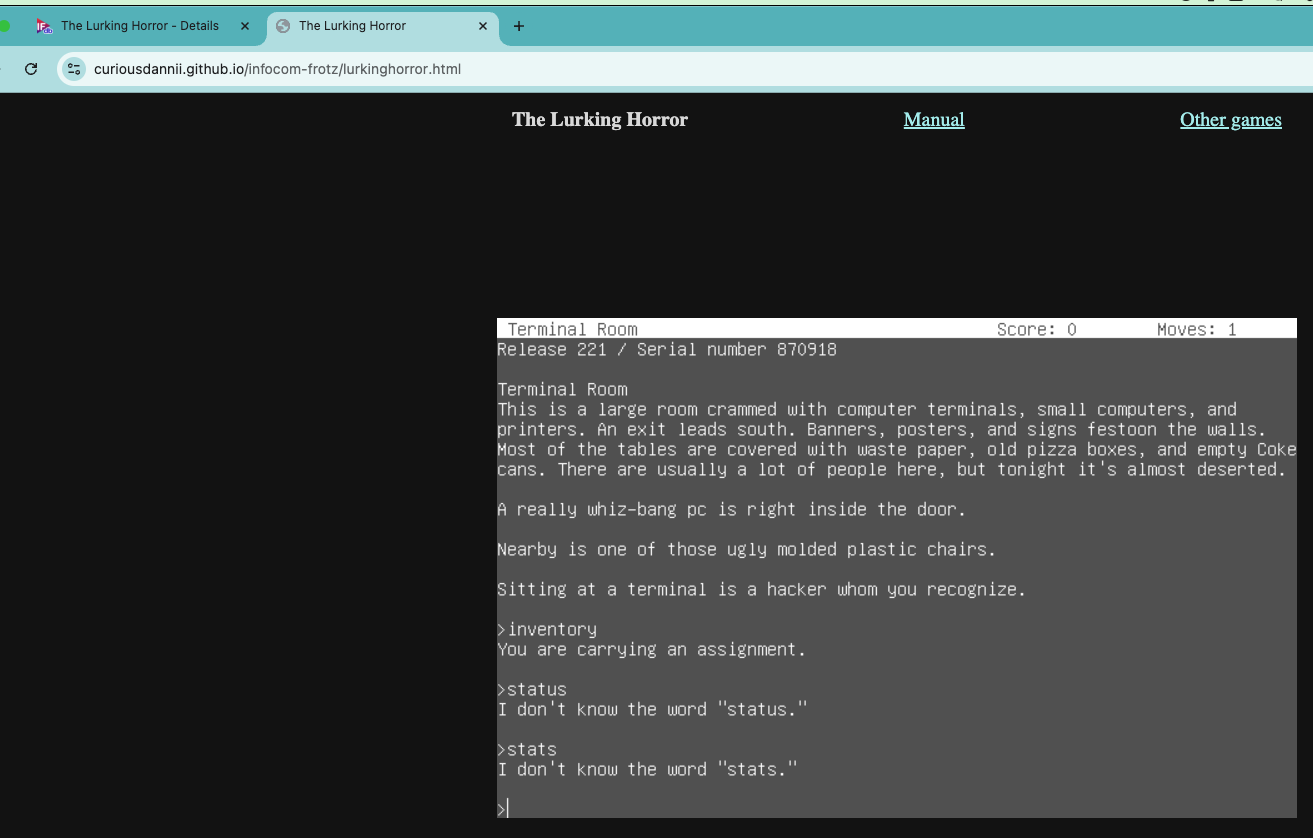 The Lurking Horror - Details
The Lurking Horror
curiousdannii.github.io/infocom-frotz/lurkinghorror.html
The Lurking Horror Manual Other games
Terminal Room Score: 0 Moves: 1
Release 221 / Serial number 870918
Terminal Room
This is a large room crammed with computer terminals, small computers, and
printers. An exit leads south. Banners, posters, and signs festoon the walls.
Most of the tables are covered with waste paper, old pizza boxes, and empty Coke
cans. There are usually a lot of people here, but tonight it's almost deserted.
A really whiz-bang pc is right inside the door.
Nearby is one of those ugly molded plastic chairs.
Sitting at a terminal is a hacker whom you recognize.
>inventory
You are carrying an assignment.
>status
I don't know the word "status."
>stats
I don't know the word "stats."
>